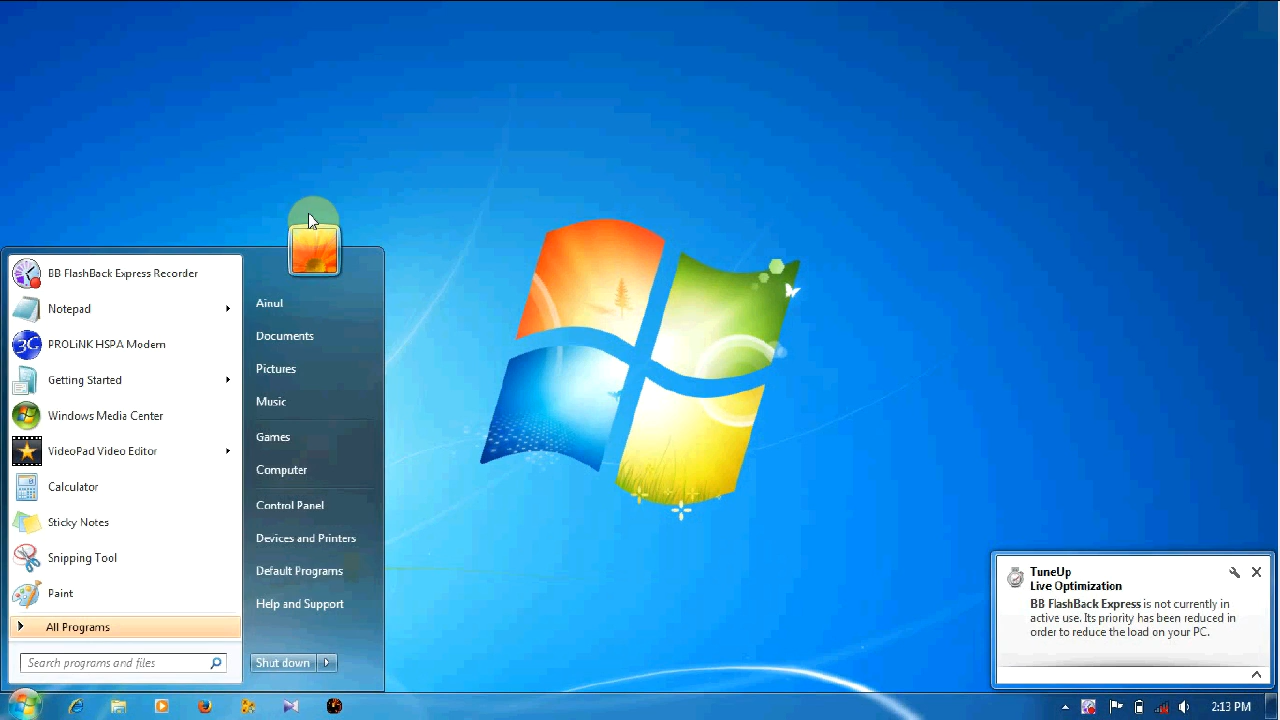 BB FlashBack Express Recorder
Notepad
PROLiNK HSPA Modem
Getting Started
Windows Media Center
VideoPad Video Editor
Calculator
Sticky Notes
Snipping Tool
Paint
All Programs
Search programs and files
Ainul
Documents
Pictures
Music
Games
Computer
Control Panel
Devices and Printers
Default Programs
Help and Support
Shut down
TuneUp
Live Optimization
BB FlashBack Express is not currently in
active use. Its priority has been reduced in
order to reduce the load on your PC.
3G
2:13 PM